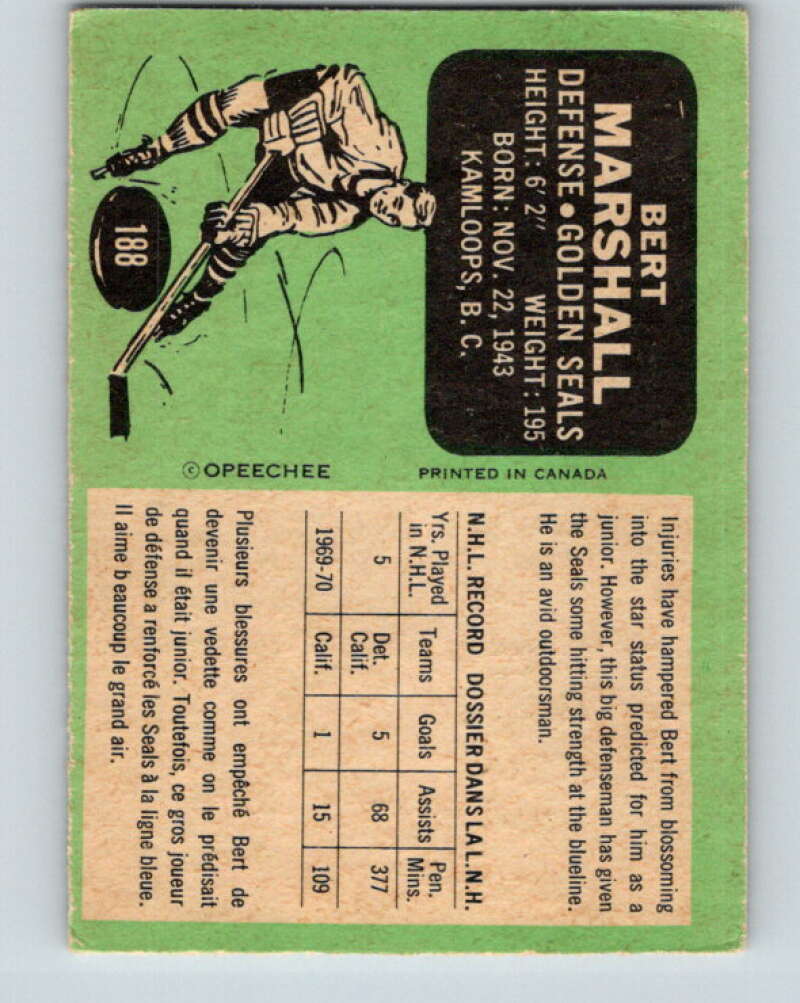 BERT
MARSHALL
DEFENSE•GOLDEN SEALS
HEIGHT: 6' 2" WEIGHT: 195
BORN: NOV. 22, 1943
KAMLOOPS, B. C.
188
PRINTED IN CANADA
© OPEECHEE
Injuries have hampered Bert from blossoming
into the star status predicted for him as a
junior. However, this big defenseman has given
the Seals some hitting strength at the blueline.
He is an avid outdoorsman.
N.H.L. RECORD DOSSIER DANS LA L.N.H.
Yrs. Played in N.H.L. Teams Goals Assists Pen. Mins.
5 Det. Calif. 5 68 377
1969-70 Calif. 1 15 109
Plusieurs blessures ont empêché Bert de
devenir une vedette comme on le prédisait
quand il était junior. Toutefois, ce gros joueur
de défense a renforcé les Seals à la ligne bleue.
Il aime beaucoup le grand air.